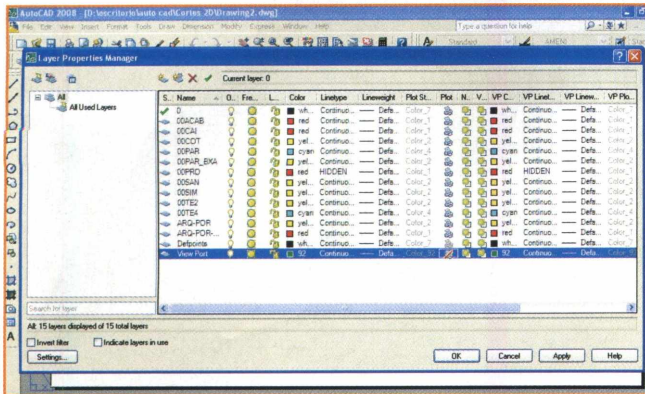 AutoCAD 2008 - [D:\escritorio\auto cad\Cortes 2D\Drawing2.dwg]
File Edit View Insert Format Tools Draw Dimension Modify Express Window Help
Type a question for help
Standard
AMENI
Layer Properties Manager
Current layer: 0
All
All Used Layers
S.. Name O.. Fre... L... Color Linetype Lineweight Plot St... Plot N... V... VP C... VP Linet... VP Linew... VP Plo...
0 wh... Continuo... Defa... Color_7 wh... Continuo... Defa... Color_7
00ACAB red Continuo... Defa... Color_1 red Continuo... Defa... Color_1
00CAI red Continuo... Defa... Color_1 red Continuo... Defa... Color_1
00COT yel... Continuo... Defa... Color_2 yel... Continuo... Defa... Color_2
00PAR cyan Continuo... Defa... Color_4 cyan Continuo... Defa... Color_4
00PAR_BXA yel... Continuo... Defa... Color_2 yel... Continuo... Defa... Color_2
00PRO red HIDDEN Defa... Color_1 red HIDDEN Defa... Color_1
00SAN yel... Continuo... Defa... Color_2 yel... Continuo... Defa... Color_2
00SIM yel... Continuo... Defa... Color_2 yel... Continuo... Defa... Color_2
00TE2 yel... Continuo... Defa... Color_2 yel... Continuo... Defa... Color_2
00TE4 cyan Continuo... Defa... Color_4 cyan Continuo... Defa... Color_4
ARQ-POR yel... Continuo... Defa... Color_2 yel... Continuo... Defa... Color_2
ARQ-POR-... red Continuo... Defa... Color_1 red Continuo... Defa... Color_1
Defpoints wh... Continuo... Defa... Color_7 wh... Continuo... Defa... Color_7
View Port 92 Continuo... Defa... Color_92 92 Continuo... Defa...
Search for layer
All: 15 layers displayed of 15 total layers
Invert filter Indicate layers in use
Settings... OK Cancel Apply Help